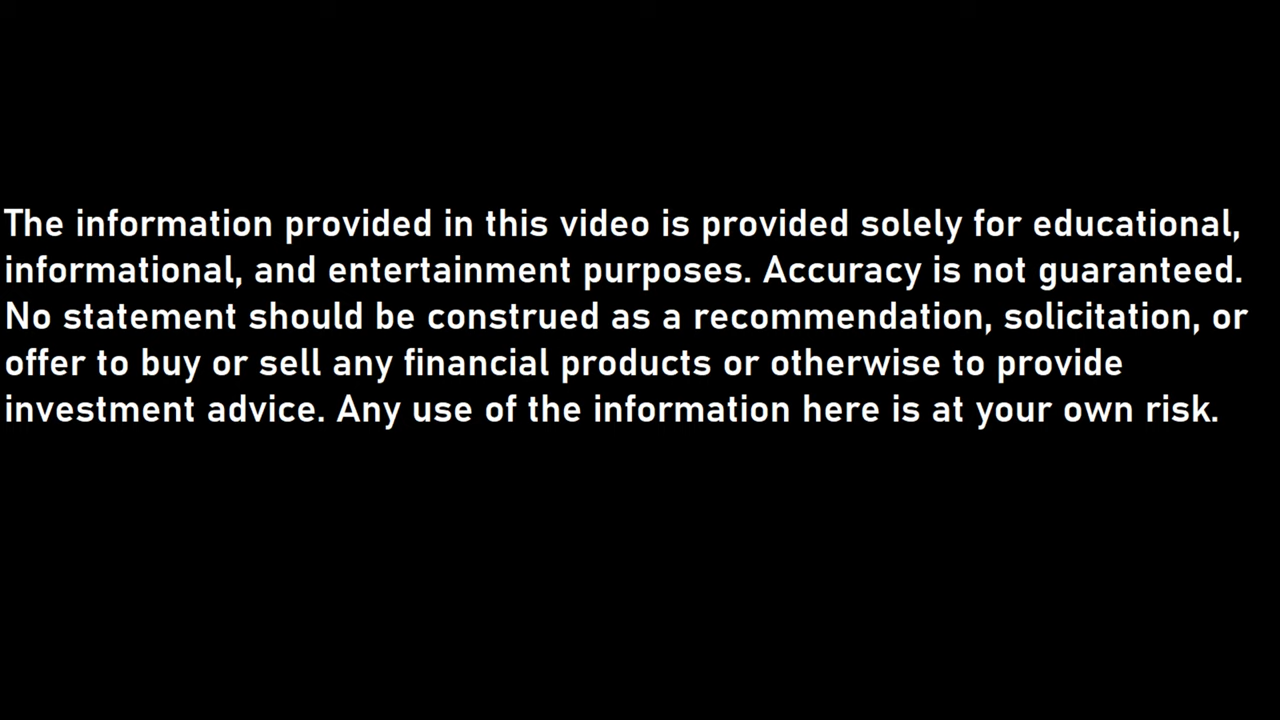 The information provided in this video is provided solely for educational,
informational, and entertainment purposes. Accuracy is not guaranteed.
No statement should be construed as a recommendation, solicitation, or
offer to buy or sell any financial products or otherwise to provide
investment advice. Any use of the information here is at your own risk.